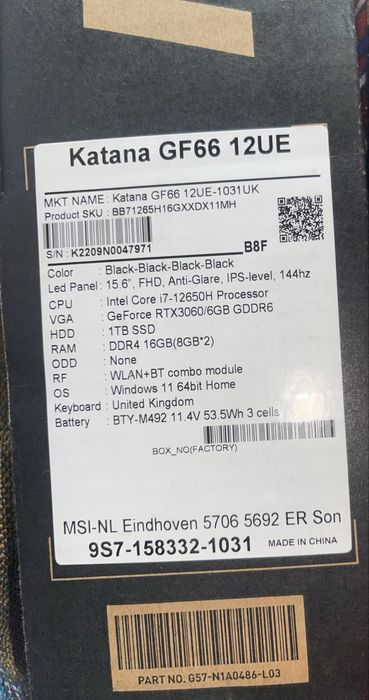 Katana GF66 12UE
MKT NAME : Katana GF66 12UE-1031UK
Product SKU : BB71265H16GXXDX11MH
S/N : K2209N0047971
B8F
Color : Black-Black-Black-Black
Led Panel : 15.6", FHD, Anti-Glare, IPS-level, 144hz
CPU : Intel Core i7-12650H Processor
VGA : GeForce RTX3060/6GB GDDR6
HDD : 1TB SSD
RAM : DDR4 16GB(8GB*2)
ODD : None
RF : WLAN+BT combo module
OS : Windows 11 64bit Home
Keyboard : United Kingdom
Battery : BTY-M492 11.4V 53.5Wh 3 cells
BOX_NO(FACTORY)
MSI-NL Eindhoven 5706 5692 ER Son
9S7-158332-1031 MADE IN CHINA
PART NO. G57-N1A0486-L03